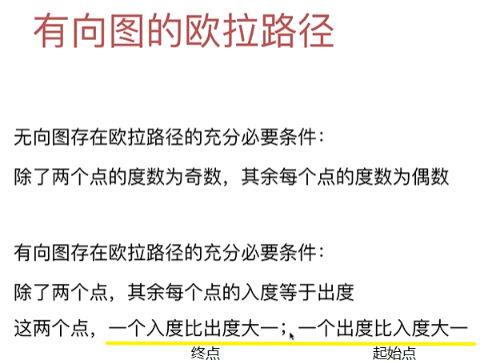 有向图的欧拉路径
无向图存在欧拉路径的充分必要条件：
除了两个点的度数为奇数，其余每个点的度数为偶数
有向图存在欧拉路径的充分必要条件：
除了两个点，其余每个点的入度等于出度
这两个点，一个入度比出度大一；一个出度比入度大一
终点 起始点